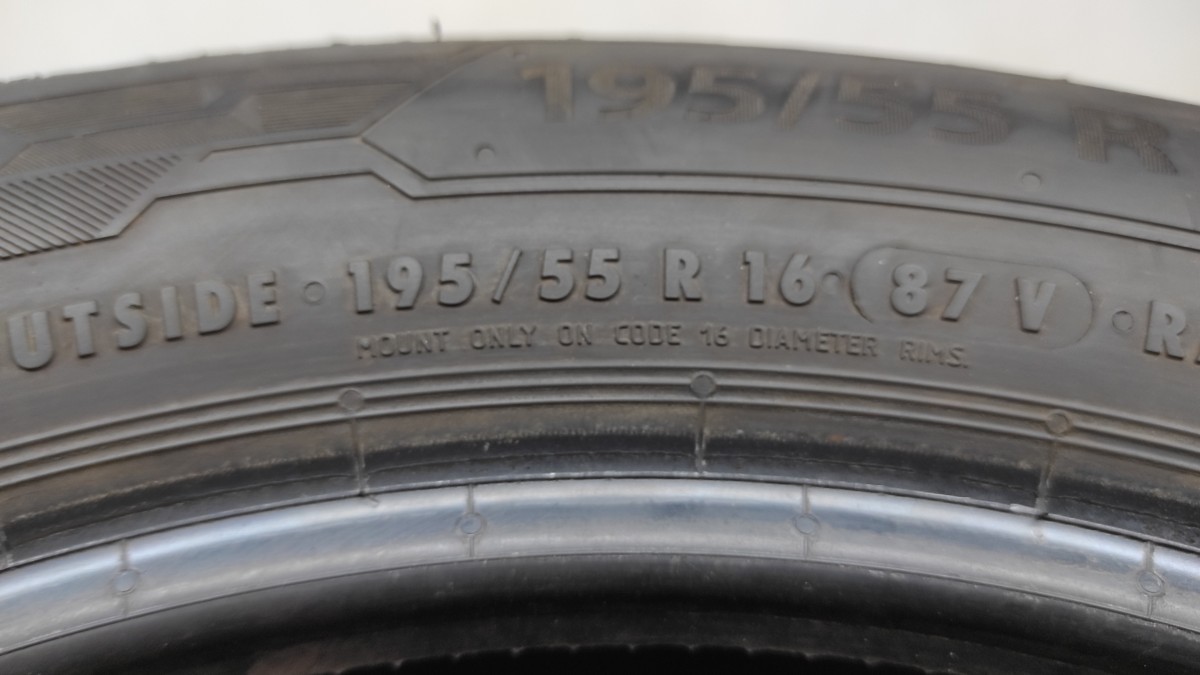 195/55 R
UTSIDE 195/55 R 16 87 V R
MOUNT ONLY ON CODE 16 DIAMETER RIMS.